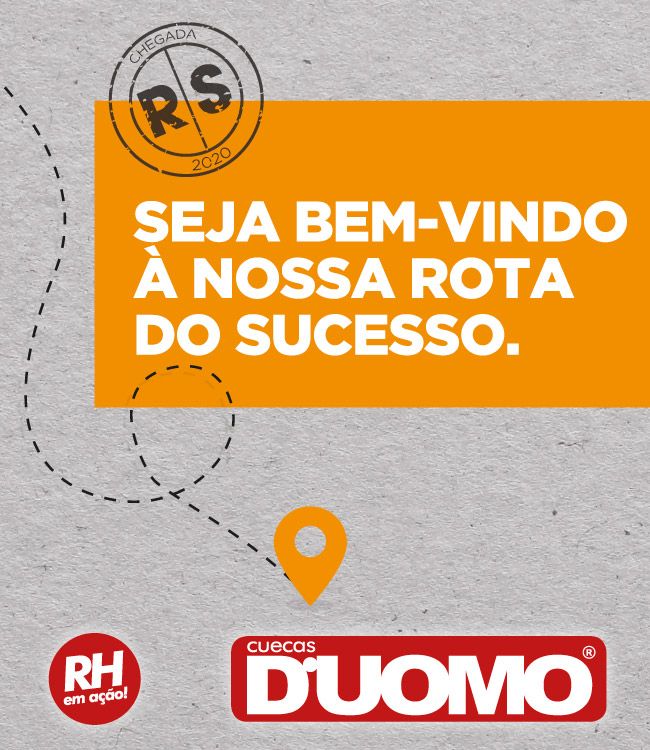 CHEGADA
RS
2020
SEJA BEM-VINDO
À NOSSA ROTA
DO SUCESSO.
RH
em ação!
cuecas
D'UOMO®